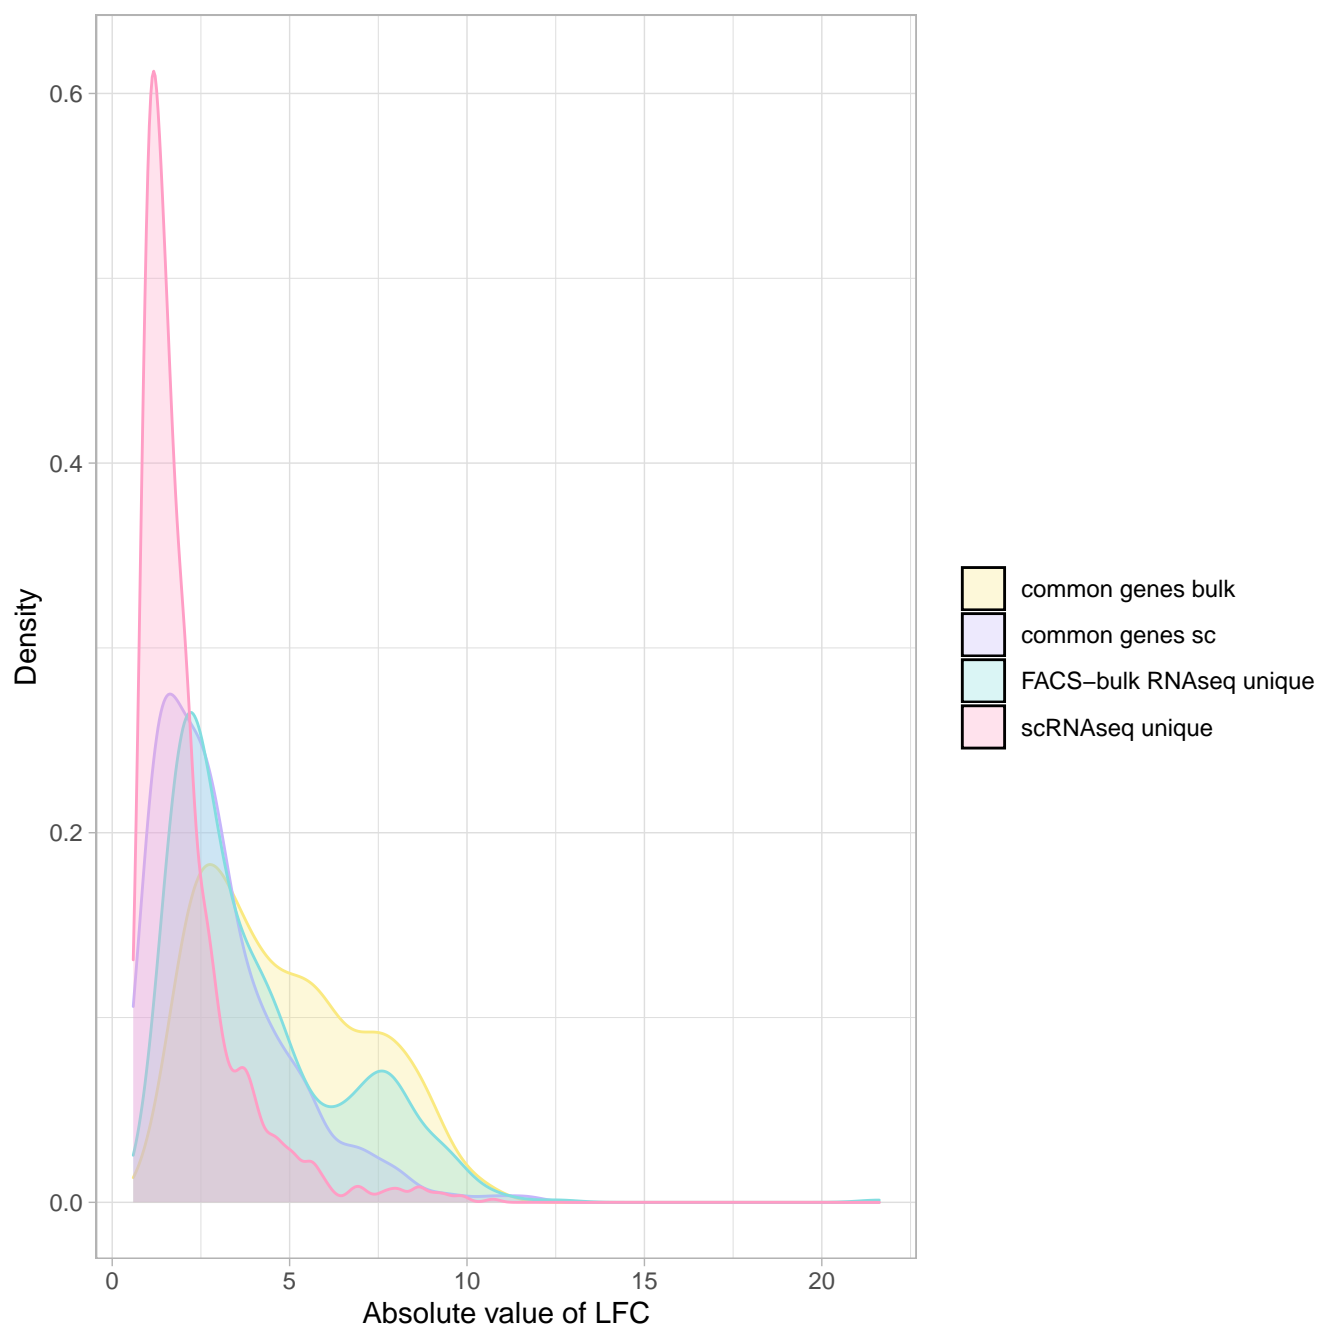 0.6
0.4
0.2
0.0
Density
0 5 10 15 20
Absolute value of LFC
common genes bulk
common genes sc
FACS−bulk RNAseq unique
scRNAseq unique